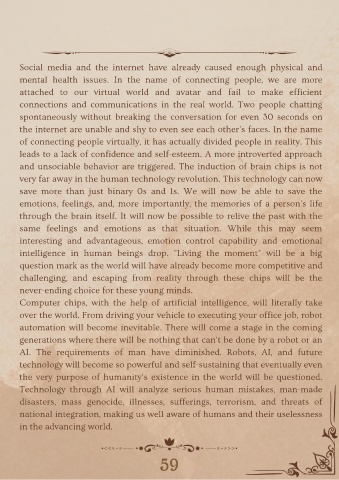 Social media and the internet have already caused enough physical and
mental health issues. In the name of connecting people, we are more
attached to our virtual world and avatar and fail to make efficient
connections and communications in the real world. Two people chatting
spontaneously without breaking the conversation for even 30 seconds on
the internet are unable and shy to even see each other's faces. In the name
of connecting people virtually, it has actually divided people in reality. This
leads to a lack of confidence and self-esteem. A more introverted approach
and unsociable behavior are triggered. The induction of brain chips is not
very far away in the human technology revolution. This technology can now
save more than just binary 0s and 1s. We will now be able to save the
emotions, feelings, and, more importantly, the memories of a person's life
through the brain itself. It will now be possible to relive the past with the
same feelings and emotions as that situation. While this may seem
interesting and advantageous, emotion control capability and emotional
intelligence in human beings drop. "Living the moment" will be a big
question mark as the world will have already become more competitive and
challenging, and escaping from reality through these chips will be the
never-ending choice for these young minds.
Computer chips, with the help of artificial intelligence, will literally take
over the world. From driving your vehicle to executing your office job, robot
automation will become inevitable. There will come a stage in the coming
generations where there will be nothing that can't be done by a robot or an
AI. The requirements of man have diminished. Robots, AI, and future
technology will become so powerful and self-sustaining that eventually even
the very purpose of humanity's existence in the world will be questioned.
Technology through AI will analyze serious human mistakes, man-made
disasters, mass genocide, illnesses, sufferings, terrorism, and threats of
national integration, making us well aware of humans and their uselessness
in the advancing world.
59